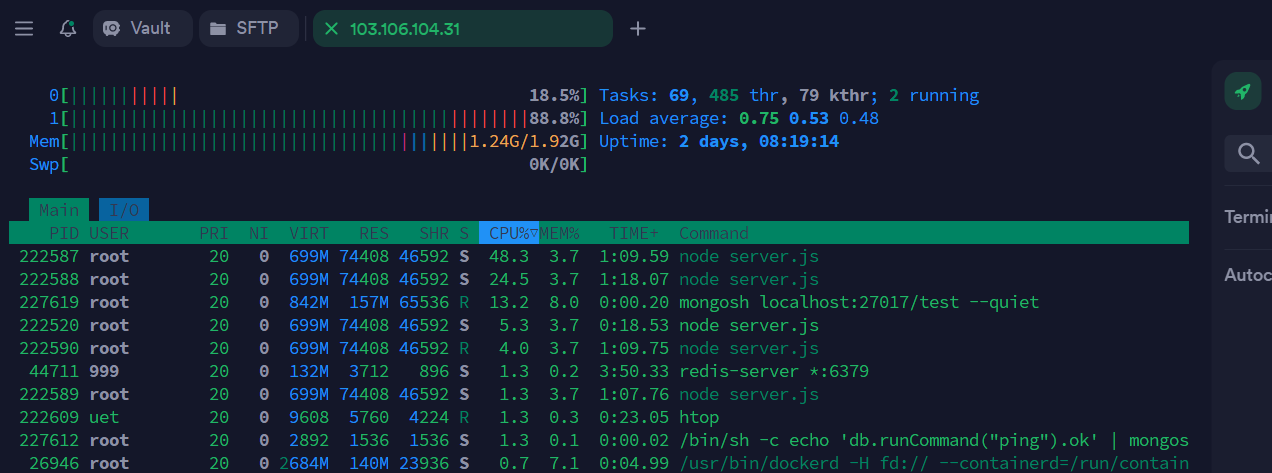 Vault SFTP 103.106.104.31
0[||||||||||| 18.5%] Tasks: 69, 485 thr, 79 kthr; 2 running
1[||||||||||||||||||||||||||||||||||||||||||||||88.8%] Load average: 0.75 0.53 0.48
Mem[||||||||||||||||||||||||||||||||||||||||1.24G/1.92G] Uptime: 2 days, 08:19:14
Swp[ 0K/0K]
Main I/O
PID USER PRI NI VIRT RES SHR S CPU%▽MEM% TIME+ Command
222587 root 20 0 699M 74408 46592 S 48.3 3.7 1:09.59 node server.js
222588 root 20 0 699M 74408 46592 S 24.5 3.7 1:18.07 node server.js
227619 root 20 0 842M 157M 65536 R 13.2 8.0 0:00.20 mongosh localhost:27017/test --quiet
222520 root 20 0 699M 74408 46592 S 5.3 3.7 0:18.53 node server.js
222590 root 20 0 699M 74408 46592 R 4.0 3.7 1:09.75 node server.js
44711 999 20 0 132M 3712 896 S 1.3 0.2 3:50.33 redis-server *:6379
222589 root 20 0 699M 74408 46592 S 1.3 3.7 1:07.76 node server.js
222609 uet 20 0 9608 5760 4224 R 1.3 0.3 0:23.05 htop
227612 root 20 0 2892 1536 1536 S 1.3 0.1 0:00.02 /bin/sh -c echo 'db.runCommand("ping").ok' | mongos
26946 root 20 0 2684M 140M 23936 S 0.7 7.1 0:04.99 /usr/bin/dockerd -H fd:// --containerd=/run/contain
Termin
Autoc